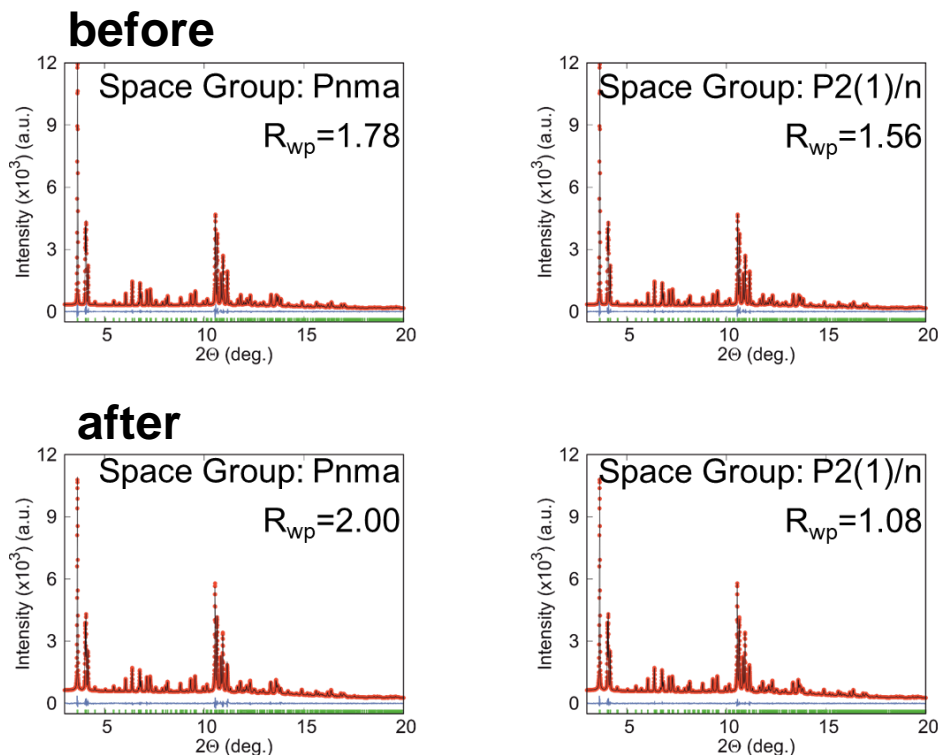 before
Space Group: Pnma
R_wp=1.78
Intensity (x10^3) (a.u.)
12
9
6
3
0
5 10 15 20
2Θ (deg.)
Space Group: P2(1)/n
R_wp=1.56
Intensity (x10^3) (a.u.)
12
9
6
3
0
5 10 15 20
2Θ (deg.)
after
Space Group: Pnma
R_wp=2.00
Intensity (x10^3) (a.u.)
12
9
6
3
0
5 10 15 20
2Θ (deg.)
Space Group: P2(1)/n
R_wp=1.08
Intensity (x10^3) (a.u.)
12
9
6
3
0
5 10 15 20
2Θ (deg.)